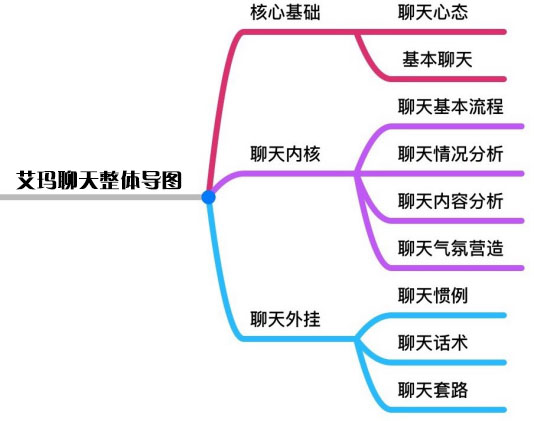 艾玛聊天整体导图
核心基础
聊天心态
基本聊天
聊天内核
聊天基本流程
聊天情况分析
聊天内容分析
聊天气氛营造
聊天外挂
聊天惯例
聊天话术
聊天套路